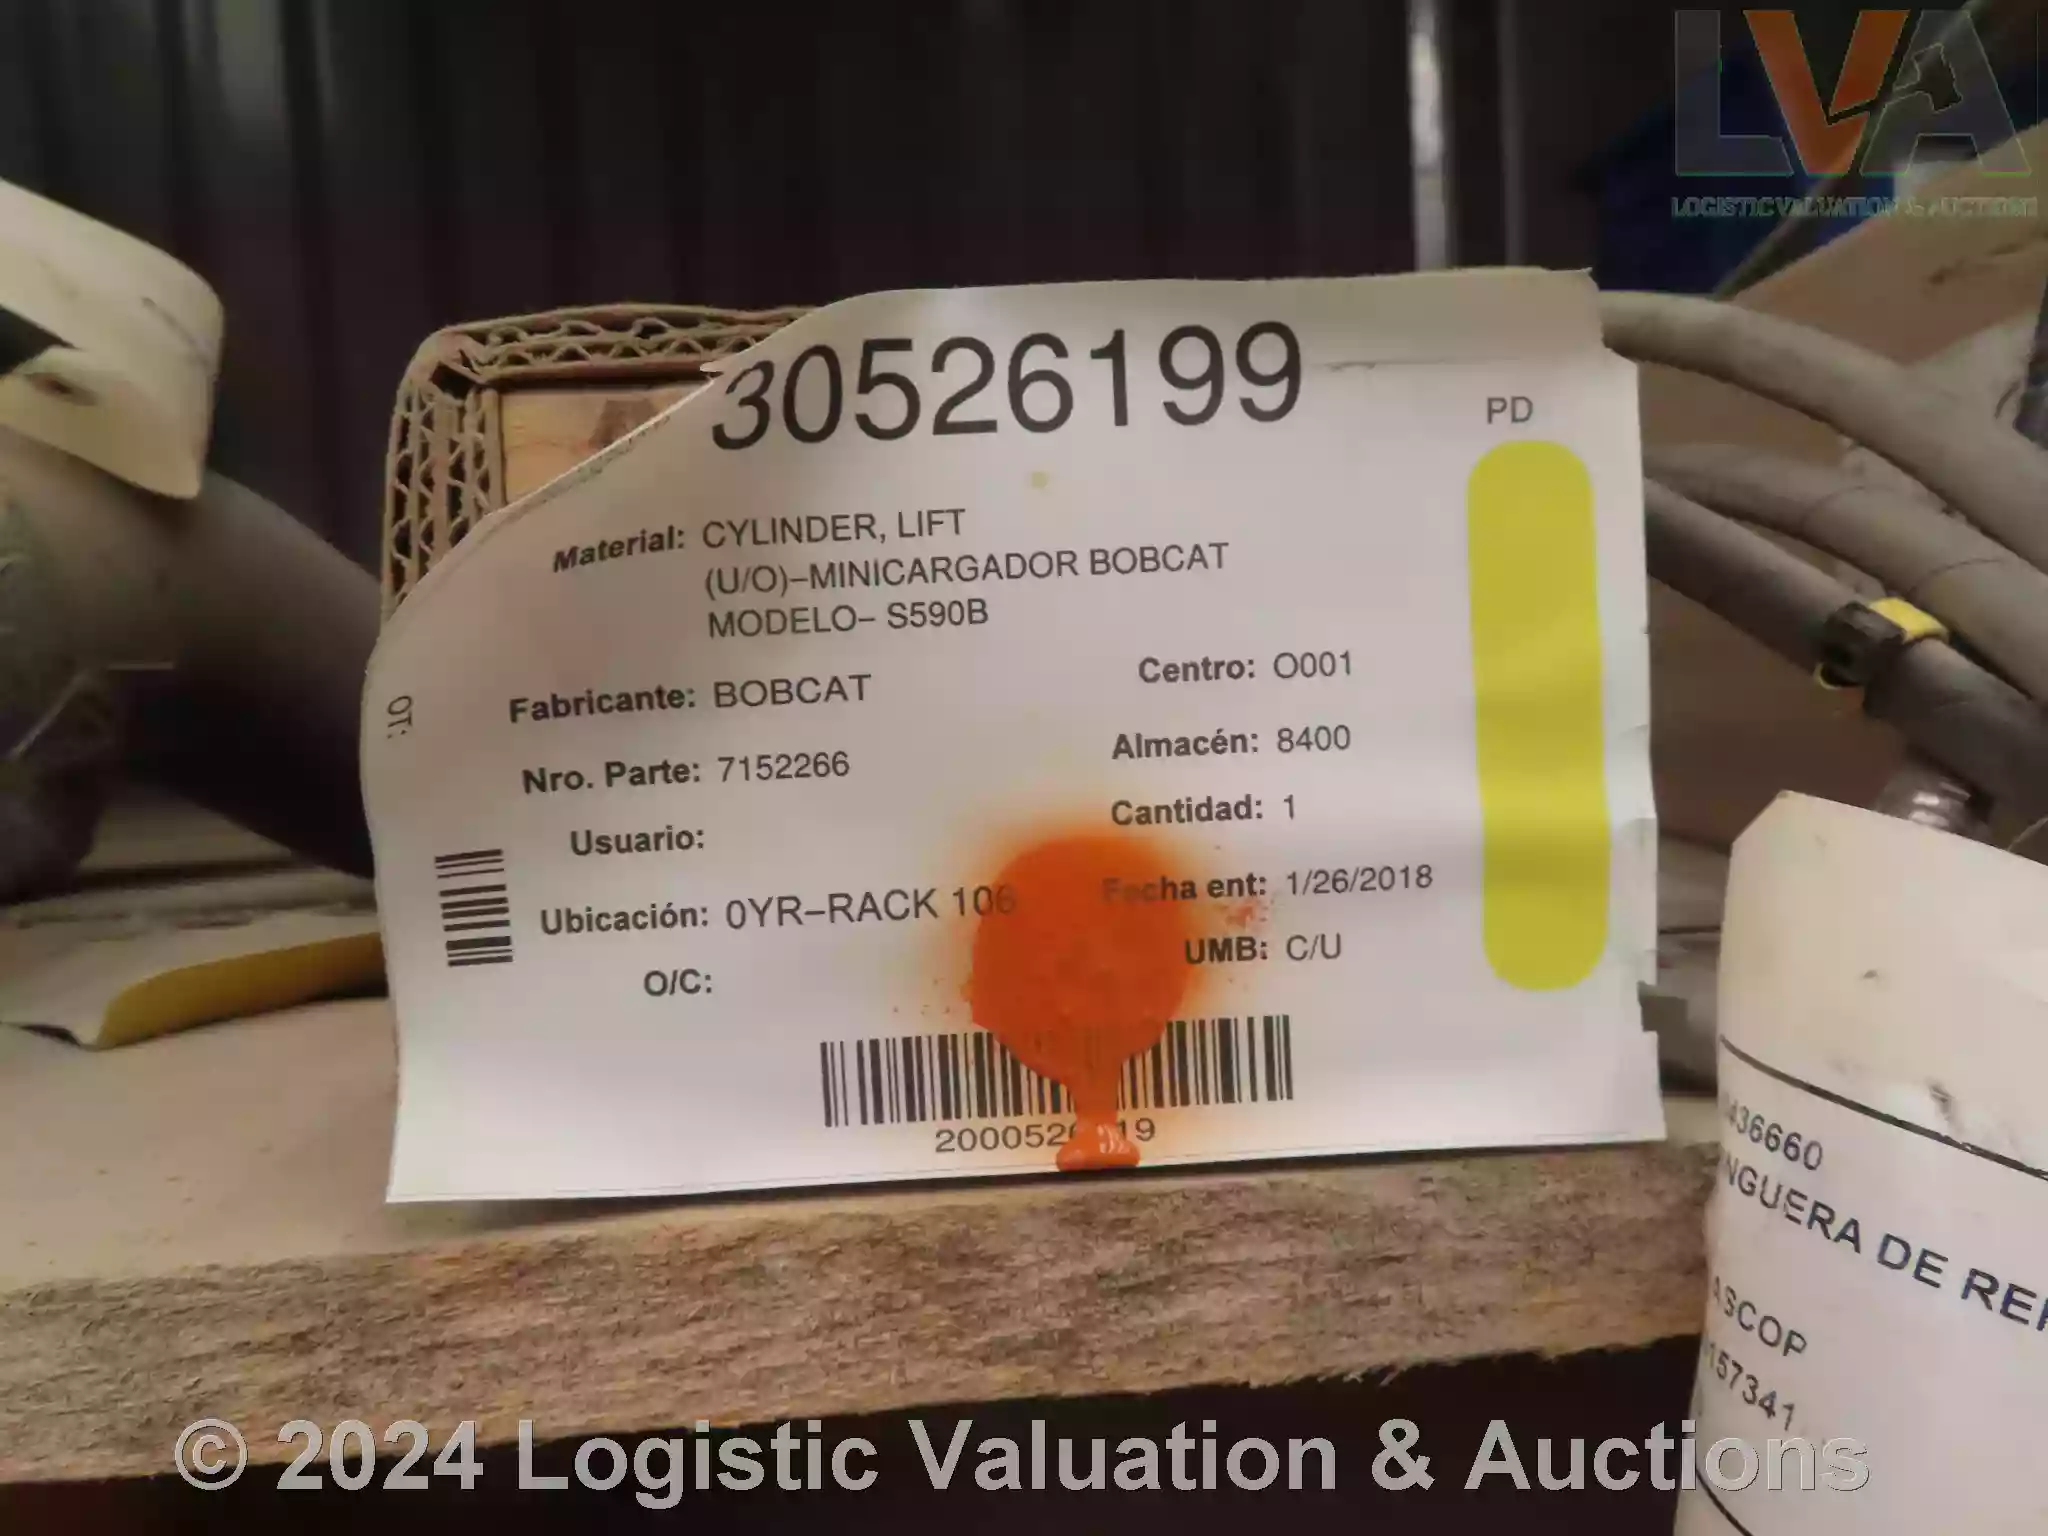 LVA
LOGISTIC VALUATION & AUCTIONS
30526199
PD
Material: CYLINDER, LIFT
(U/O)–MINICARGADOR BOBCAT
MODELO– S590B
OT:
Fabricante: BOBCAT
Centro: O001
Nro. Parte: 7152266
Almacén: 8400
Usuario:
Cantidad: 1
Ubicación: 0YR–RACK 106
Fecha ent: 1/26/2018
O/C:
UMB: C/U
436660
NGUERA DE
ASCOP
157341
© 2024 Logistic Valuation & Auctions